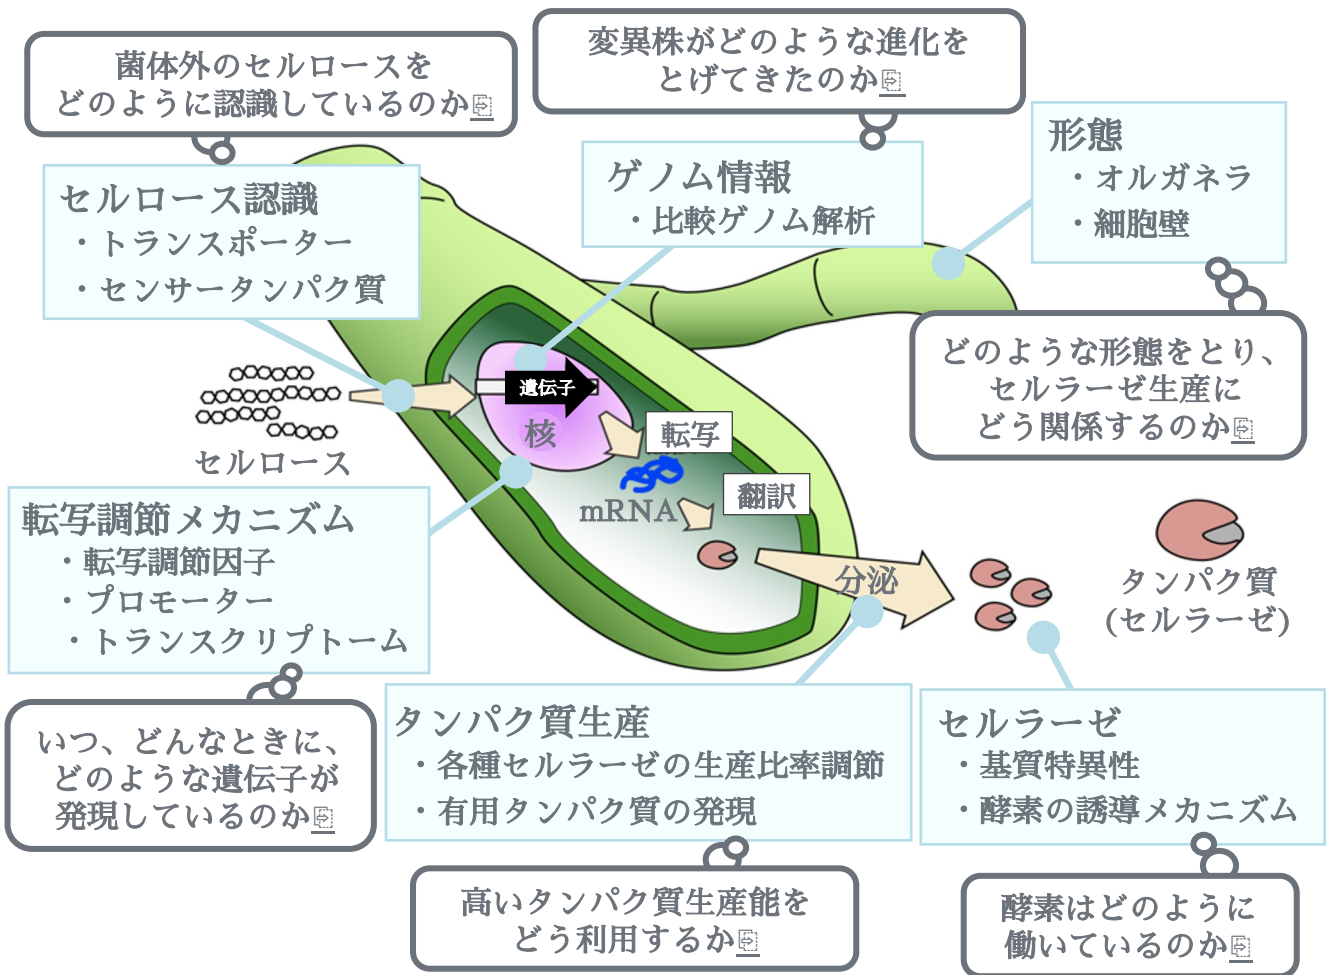 菌体外のセルロースを
どのように認識しているのか
変異株がどのような進化を
とげてきたのか
セルロース認識
・トランスポーター
・センサータンパク質
ゲノム情報
・比較ゲノム解析
形態
・オルガネラ
・細胞壁
どのような形態をとり、
セルラーゼ生産に
どう関係するのか
セルロース
遺伝子
核
転写
mRNA
翻訳
分泌
タンパク質
(セルラーゼ)
転写調節メカニズム
・転写調節因子
・プロモーター
・トランスクリプトーム
いつ、どんなときに、
どのような遺伝子が
発現しているのか
タンパク質生産
・各種セルラーゼの生産比率調節
・有用タンパク質の発現
高いタンパク質生産能を
どう利用するか
セルラーゼ
・基質特異性
・酵素の誘導メカニズム
酵素はどのように
働いているのか